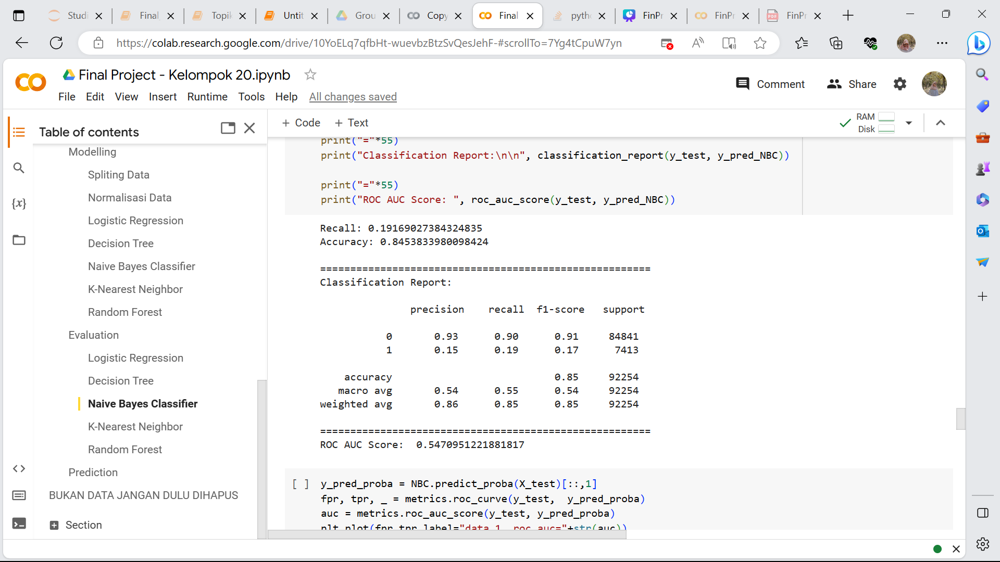 Studi
Final
Topik
Untit
Grou
Copy
Final
pyth
FinPr
FinPr
FinPr
https://colab.research.google.com/drive/10YoELq7qfbHt-wuevbzBtzSvQesJehF-#scrollTo=7Yg4tCpuW7yn
Final Project - Kelompok 20.ipynb
File Edit View Insert Runtime Tools Help All changes saved
Comment
Share
Table of contents
Modelling
Spliting Data
Normalisasi Data
Logistic Regression
Decision Tree
Naive Bayes Classifier
K-Nearest Neighbor
Random Forest
Evaluation
Logistic Regression
Decision Tree
Naive Bayes Classifier
K-Nearest Neighbor
Random Forest
Prediction
BUKAN DATA JANGAN DULU DIHAPUS
Section
+ Code + Text
RAM
Disk
print("="*55)
print("Classification Report:\n\n", classification_report(y_test, y_pred_NBC))
print("="*55)
print("ROC AUC Score: ", roc_auc_score(y_test, y_pred_NBC))
Recall: 0.19169027384324835
Accuracy: 0.8453833980098424
=======================================================
Classification Report:
precision recall f1-score support
0 0.93 0.90 0.91 84841
1 0.15 0.19 0.17 7413
accuracy 0.85 92254
macro avg 0.54 0.55 0.54 92254
weighted avg 0.86 0.85 0.85 92254
=======================================================
ROC AUC Score: 0.5470951221881817
[ ] y_pred_proba = NBC.predict_proba(X_test)[::,1]
fpr, tpr, _ = metrics.roc_curve(y_test, y_pred_proba)
auc = metrics.roc_auc_score(y_test, y_pred_proba)
plt.plot(fpr,tpr,label="data 1, roc_auc="+str(auc))